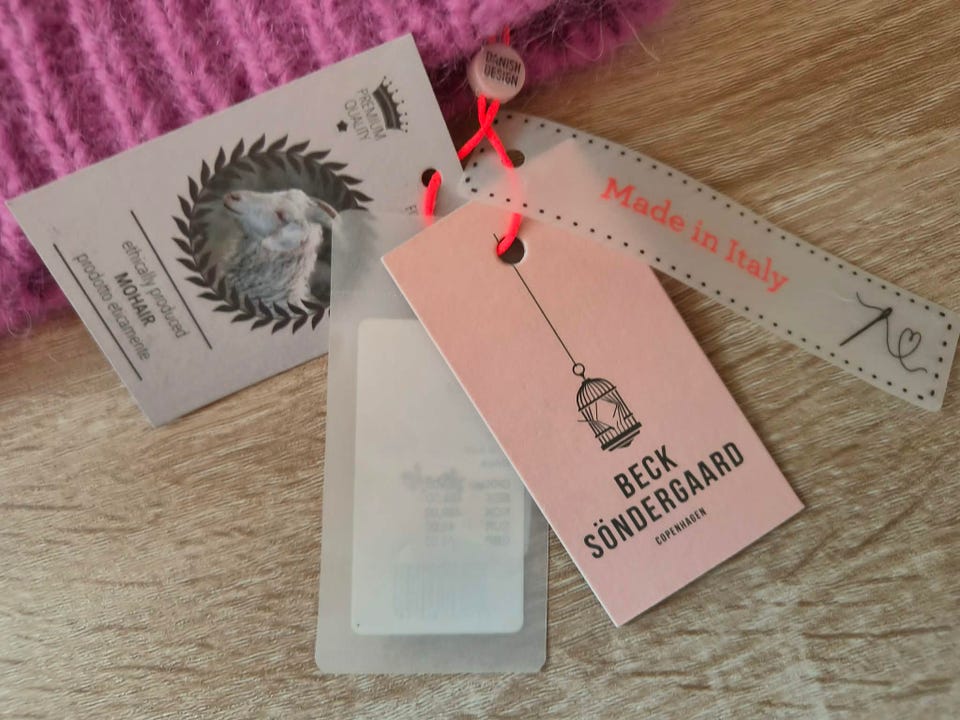 DANISH
DESIGN
PREMIUM
QUALITY
ethically produced
MOHAIR
prodotto eticamente
Made in Italy
BECK
SÖNDERGAARD
COPENHAGEN